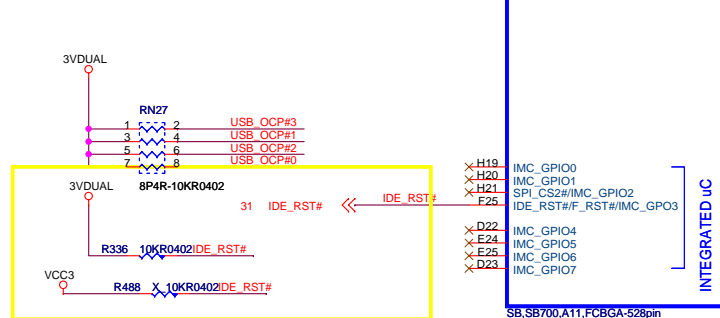 3VDUAL
RN27
1 2 USB_OCP#3
3 4 USB_OCP#1
5 6 USB_OCP#2
7 8 USB_OCP#0
8P4R-10KR0402
3VDUAL
31 IDE_RST#
IDE_RST#
R336 10KR0402 IDE_RST#
VCC3
R488 X_10KR0402 IDE_RST#
H19 IMC_GPIO0
H20 IMC_GPIO1
H21 SPI_CS2#/IMC_GPIO2
F25 IDE_RST#/F_RST#/IMC_GPO3
D22 IMC_GPIO4
E24 IMC_GPIO5
E25 IMC_GPIO6
D23 IMC_GPIO7
INTEGRATED uC
SB,SB700,A11,FCBGA-528pin